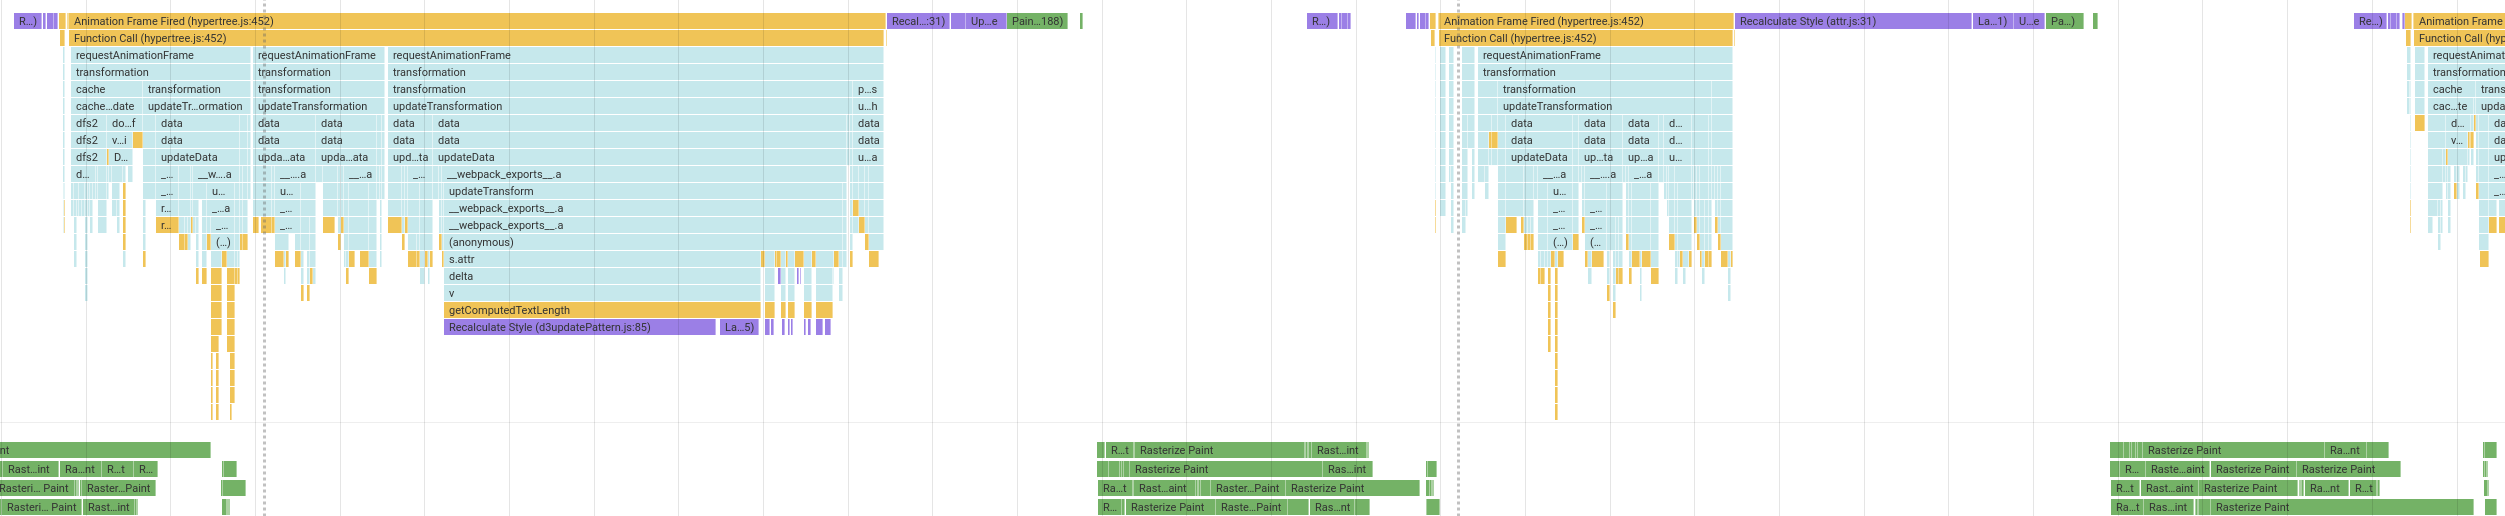 R...) Animation Frame Fired (hypertree.js:452) Recal...:31) Up...e Pain...188) R...) Animation Frame Fired (hypertree.js:452) Recalculate Style (attr.js:31) La...1) U...e Pa...) Re...) Animation Frame
Function Call (hypertree.js:452) Function Call (hypertree.js:452) Function Call (hyp
requestAnimationFrame requestAnimationFrame requestAnimationFrame requestAnimationFrame requestAnimat
transformation transformation transformation transformation transformation
cache transformation transformation transformation p...s transformation cache trans
cache...date updateTr...ormation updateTransformation updateTransformation u...h updateTransformation cac...te upda
dfs2 do...f data data data data data data data data data d... d... da
dfs2 v...i data data data data data data data data data d... v... da
dfs2 D... updateData upda...ata upda...ata upd...ta updateData u...a updateData up...ta up...a u... up
d... _... __w....a __....a __...a _... __webpack_exports__.a __...a __....a _...a _...
_... u... u... updateTransform u... _...
r... _...a _... __webpack_exports__.a _... _...
r... _... _... __webpack_exports__.a _... _...
(...) (anonymous) (...) (...
s.attr
delta
v
getComputedTextLength
Recalculate Style (d3updatePattern.js:85) La...5)
nt R...t Rasterize Paint Rast...int Rasterize Paint Ra...nt
Rast...int Ra...nt R...t R... Rasterize Paint Ras...int R... Raste...aint Rasterize Paint Rasterize Paint
Rasteri... Paint Raster...Paint Ra...t Rast...aint Raster...Paint Rasterize Paint R...t Rast...aint Rasterize Paint Ra...nt R...t
Rasteri... Paint Rast...int R... Rasterize Paint Raste...Paint Ras...nt Ra...t Ras...int Rasterize Paint